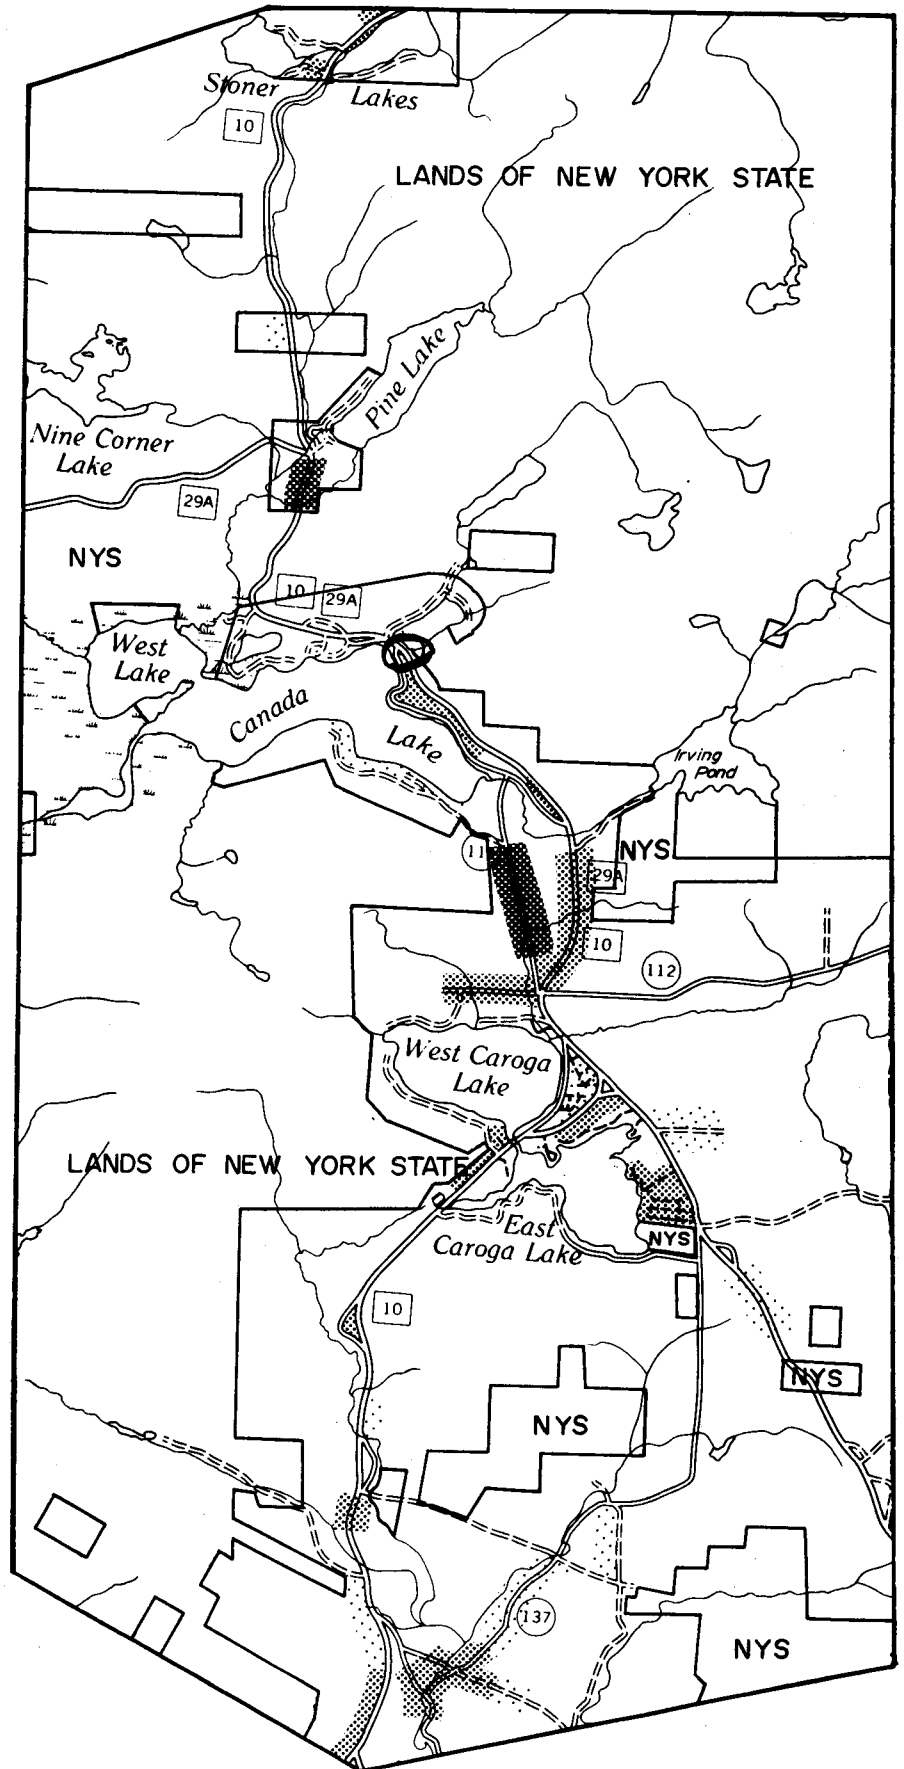 Stoner
Lakes
10
LANDS OF NEW YORK STATE
Pine Lake
Nine Corner
Lake
29A
NYS
10
29A
West
Lake
Canada
Lake
Irving
Pond
11
NYS
29A
10
112
West Caroga
Lake
LANDS OF NEW YORK STATE
East
Caroga Lake
NYS
10
NYS
NYS
137
NYS